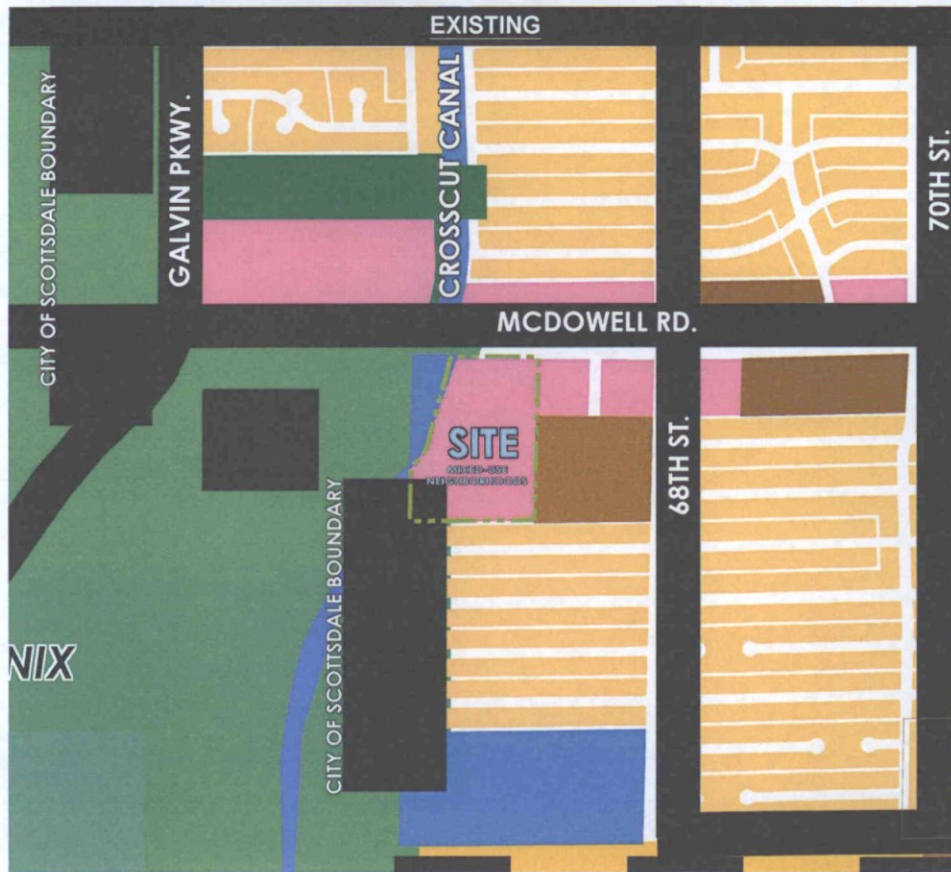 EXISTING
CITY OF SCOTTSDALE BOUNDARY
GALVIN PKWY.
CROSSCUT CANAL
70TH ST.
MCDOWELL RD.
SITE
MIXED-USE
NEIGHBORHOODS
68TH ST.
CITY OF SCOTTSDALE BOUNDARY
NIX